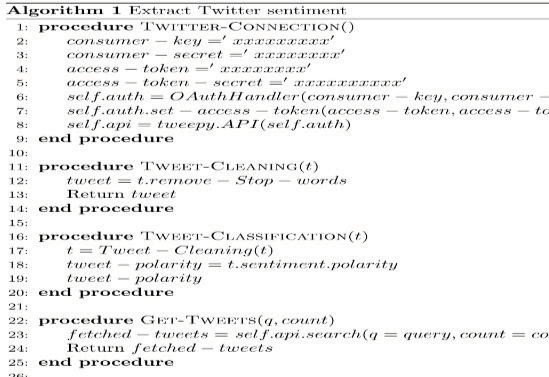 Algorithm 1 Extract Twitter sentiment
1: procedure TWITTER-CONNECTION()
2: consumer − key =' xxxxxxxxx'
3: consumer − secret =' xxxxxxxx'
4: access − token =' xxxxxxxx'
5: access − token − secret =' xxxxxxxxxx'
6: self.auth = OAuthHandler(consumer − key, consumer −
7: self.auth.set − access − token(access − token, access − to
8: self.api = tweepy.API(self.auth)
9: end procedure
10:
11: procedure TWEET-CLEANING(t)
12: tweet = t.remove − Stop − words
13: Return tweet
14: end procedure
15:
16: procedure TWEET-CLASSIFICATION(t)
17: t = Tweet − Cleaning(t)
18: tweet − polarity = t.sentiment.polarity
19: tweet − polarity
20: end procedure
21:
22: procedure GET-TWEETS(q, count)
23: fetched − tweets = self.api.search(q = query, count = co
24: Return fetched − tweets
25: end procedure
26: